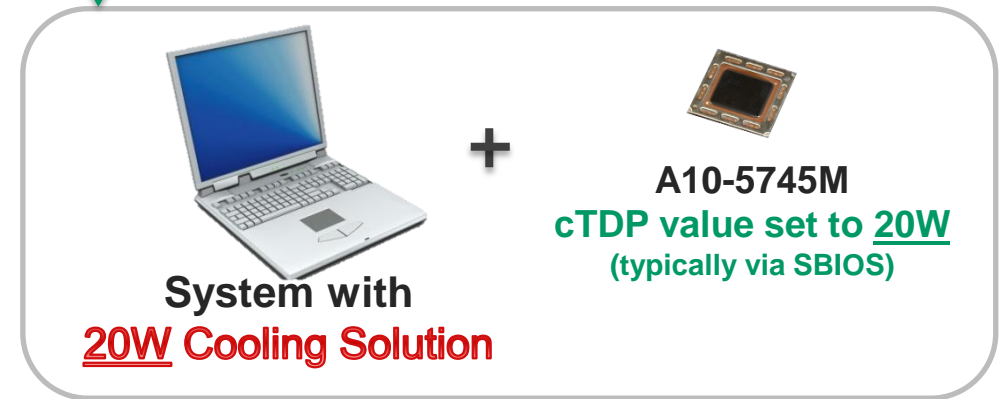 +
A10-5745M
cTDP value set to 20W
(typically via SBIOS)
System with
20W Cooling Solution